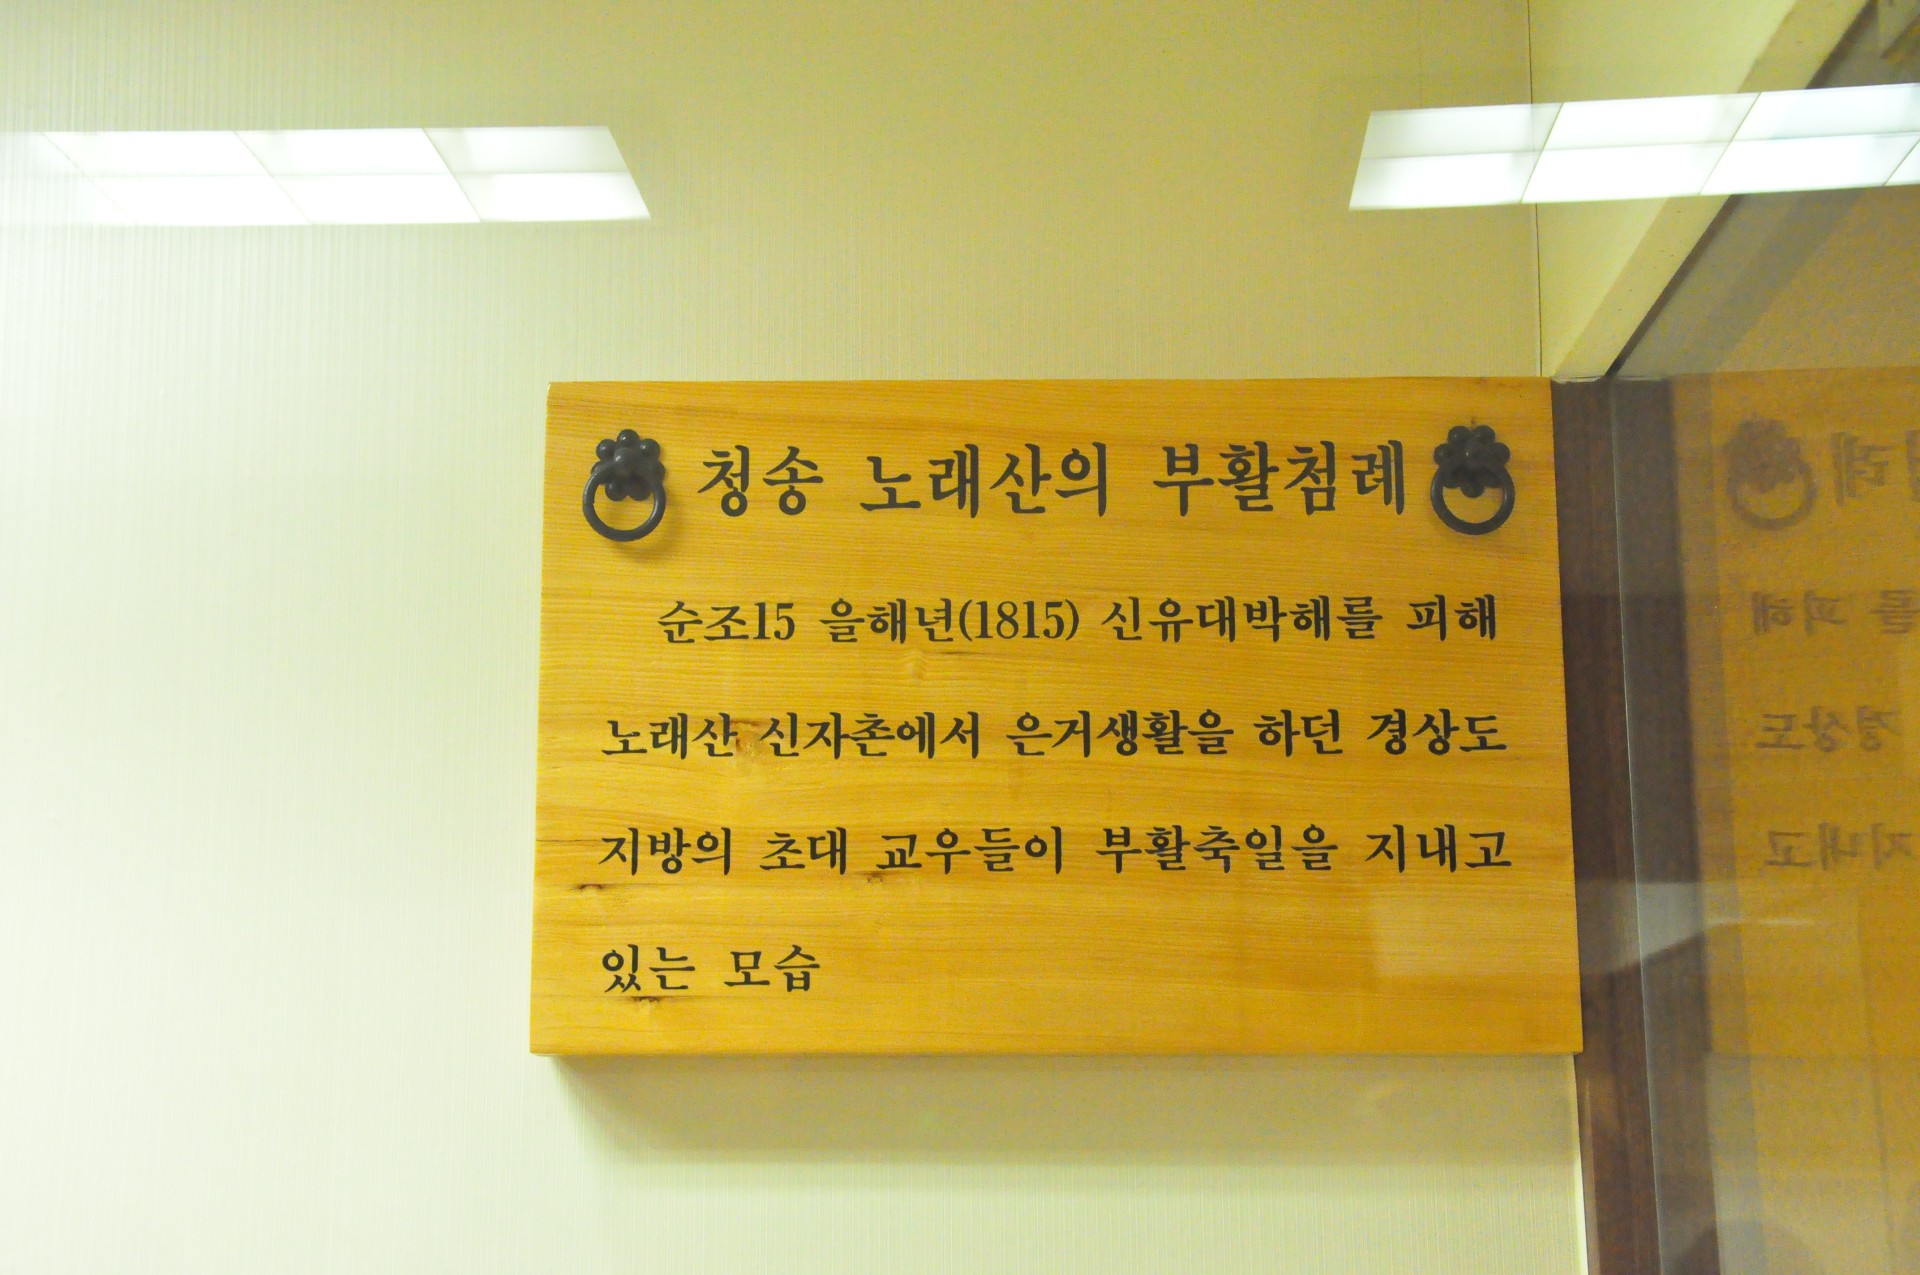 청송 노래산의 부활첨례
순조15 을해년(1815) 신유대박해를 피해
노래산 신자촌에서 은거생활을 하던 경상도
지방의 초대 교우들이 부활축일을 지내고
있는 모습